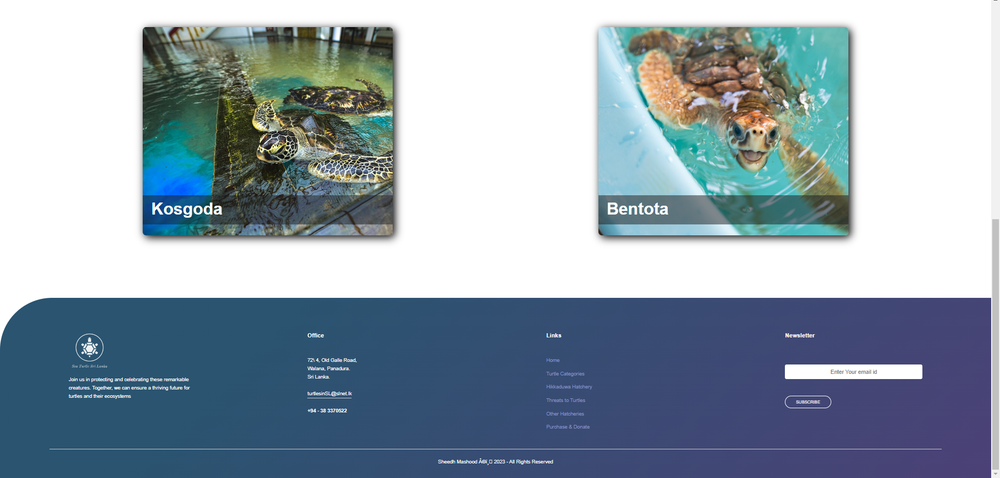 Kosgoda
Bentota
Sea Turtle Sri Lanka
Join us in protecting and celebrating these remarkable
creatures. Together, we can ensure a thriving future for
turtles and their ecosystems
Office
72\ 4, Old Galle Road,
Walana, Panadura.
Sri Lanka.
turtlesinSL@slnet.lk
+94 - 38 3370522
Links
Home
Turtle Categories
Hikkaduwa Hatchery
Threats to Turtles
Other Hatcheries
Purchase & Donate
Newsletter
Enter Your email id
SUBSCRIBE
Sheedh Mashood Â©ï¸ 2023 - All Rights Reserved